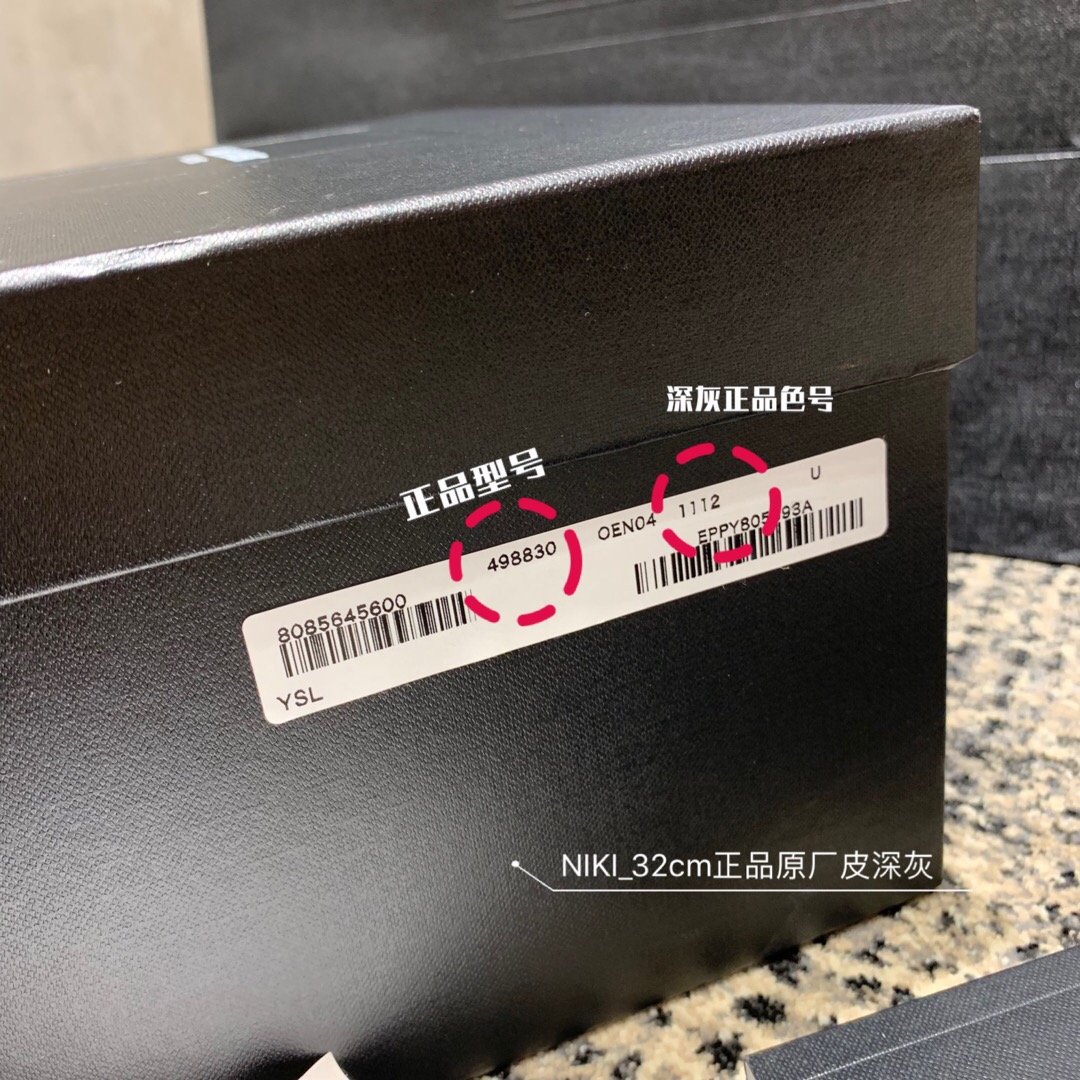 深灰正品色号
正品型号
498830 OEN04 1112 U
8085645600
YSL
NIKI_32cm正品原厂皮深灰